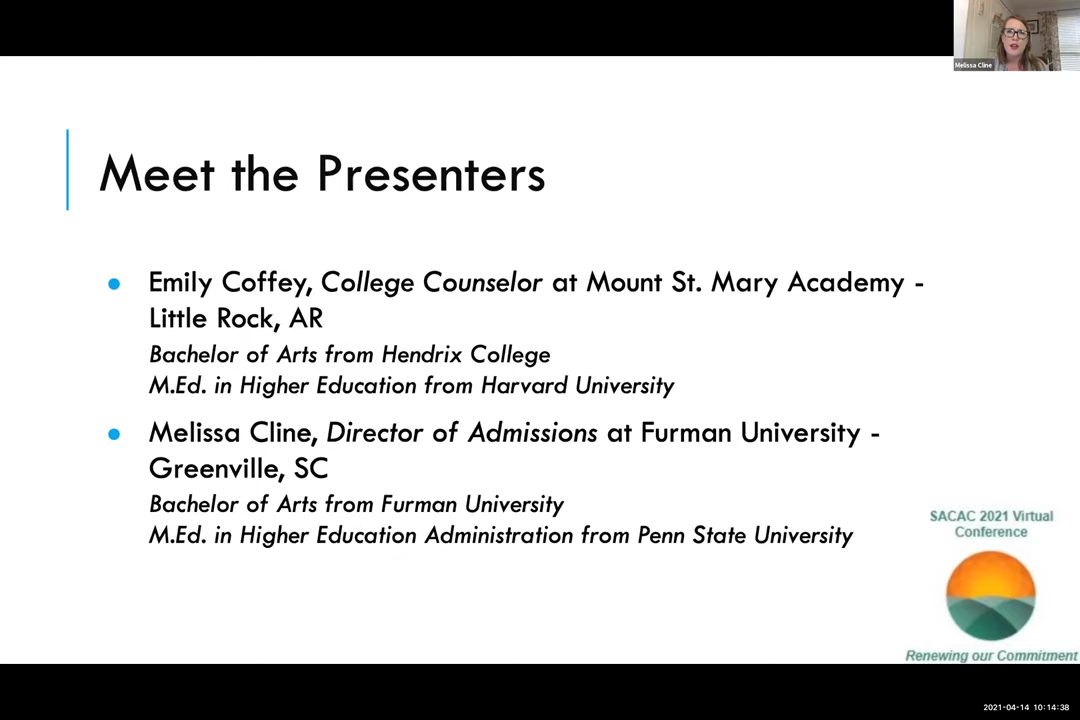 Melissa Cline
Meet the Presenters
● Emily Coffey, College Counselor at Mount St. Mary Academy -
Little Rock, AR
Bachelor of Arts from Hendrix College
M.Ed. in Higher Education from Harvard University
● Melissa Cline, Director of Admissions at Furman University -
Greenville, SC
Bachelor of Arts from Furman University
M.Ed. in Higher Education Administration from Penn State University
SACAC 2021 Virtual
Conference
Renewing our Commitment
2021-04-14 10:14:38